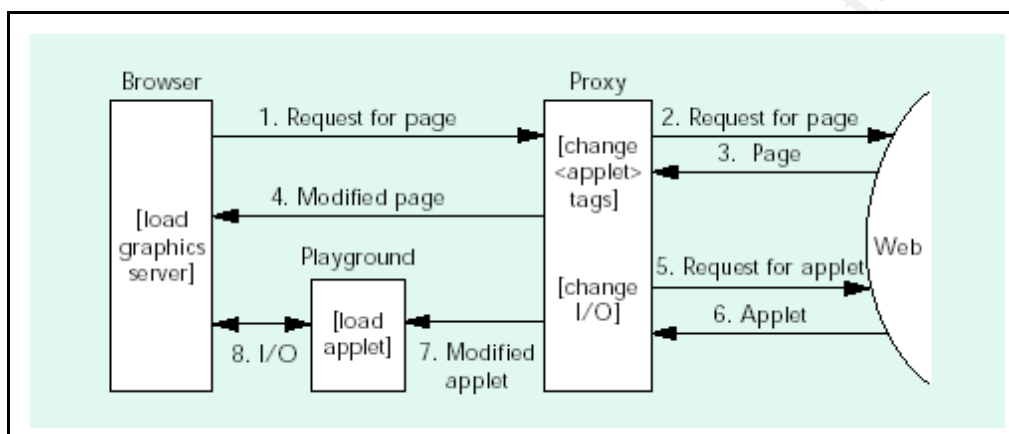 Browser
Proxy
1. Request for page
2. Request for page
3. Page
[change
<applet>
tags]
4. Modified page
[load
graphics
server]
Playground
Web
5. Request for applet
[change
I/O]
6. Applet
[load
applet]
8. I/O
7. Modified
applet